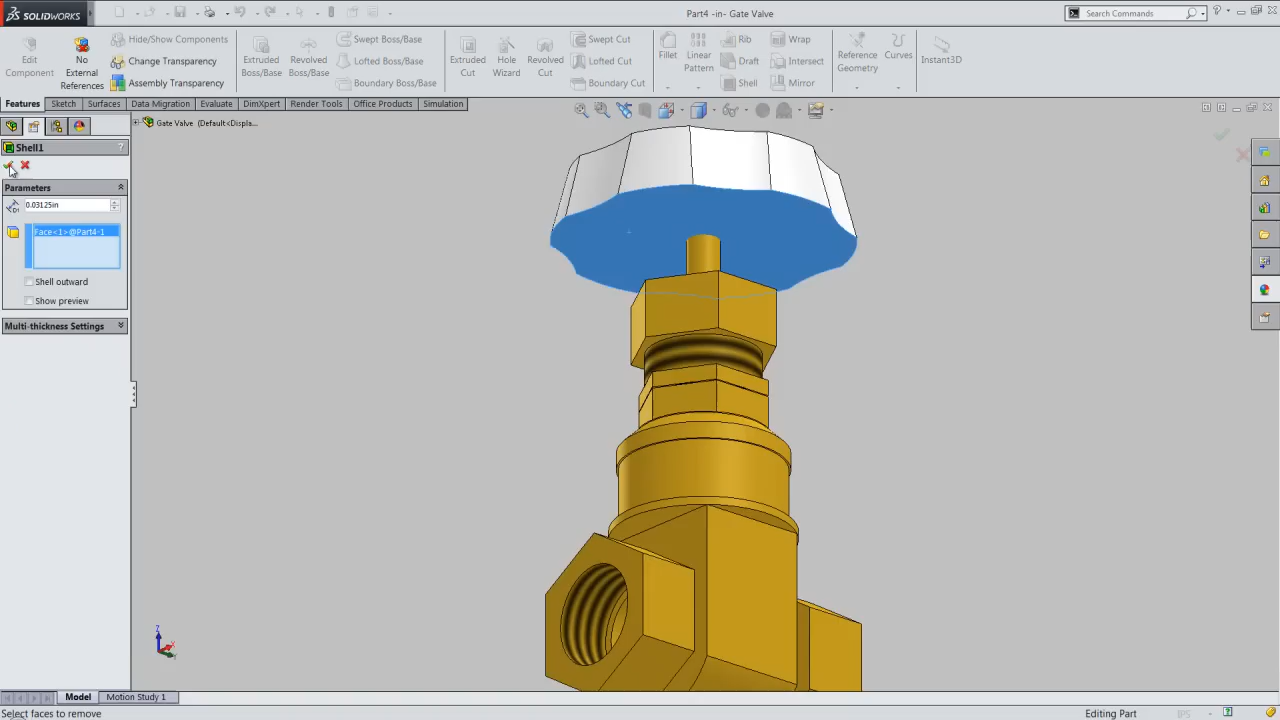 SOLIDWORKS
Part4 -in- Gate Valve
Search Commands
Edit Component
No External References
Hide/Show Components
Change Transparency
Assembly Transparency
Extruded Boss/Base
Revolved Boss/Base
Swept Boss/Base
Lofted Boss/Base
Boundary Boss/Base
Extruded Cut
Hole Wizard
Revolved Cut
Swept Cut
Lofted Cut
Boundary Cut
Fillet
Linear Pattern
Rib
Draft
Shell
Wrap
Intersect
Mirror
Reference Geometry
Curves
Instant3D
Features
Sketch
Surfaces
Data Migration
Evaluate
DimXpert
Render Tools
Office Products
Simulation
Gate Valve (Default<Displa...
Shell1
?
Parameters
0.03125in
Face<1>@Part4-1
Shell outward
Show preview
Multi-thickness Settings
Z
X
Y
Model
Motion Study 1
Select faces to remove
Editing Part
IPS